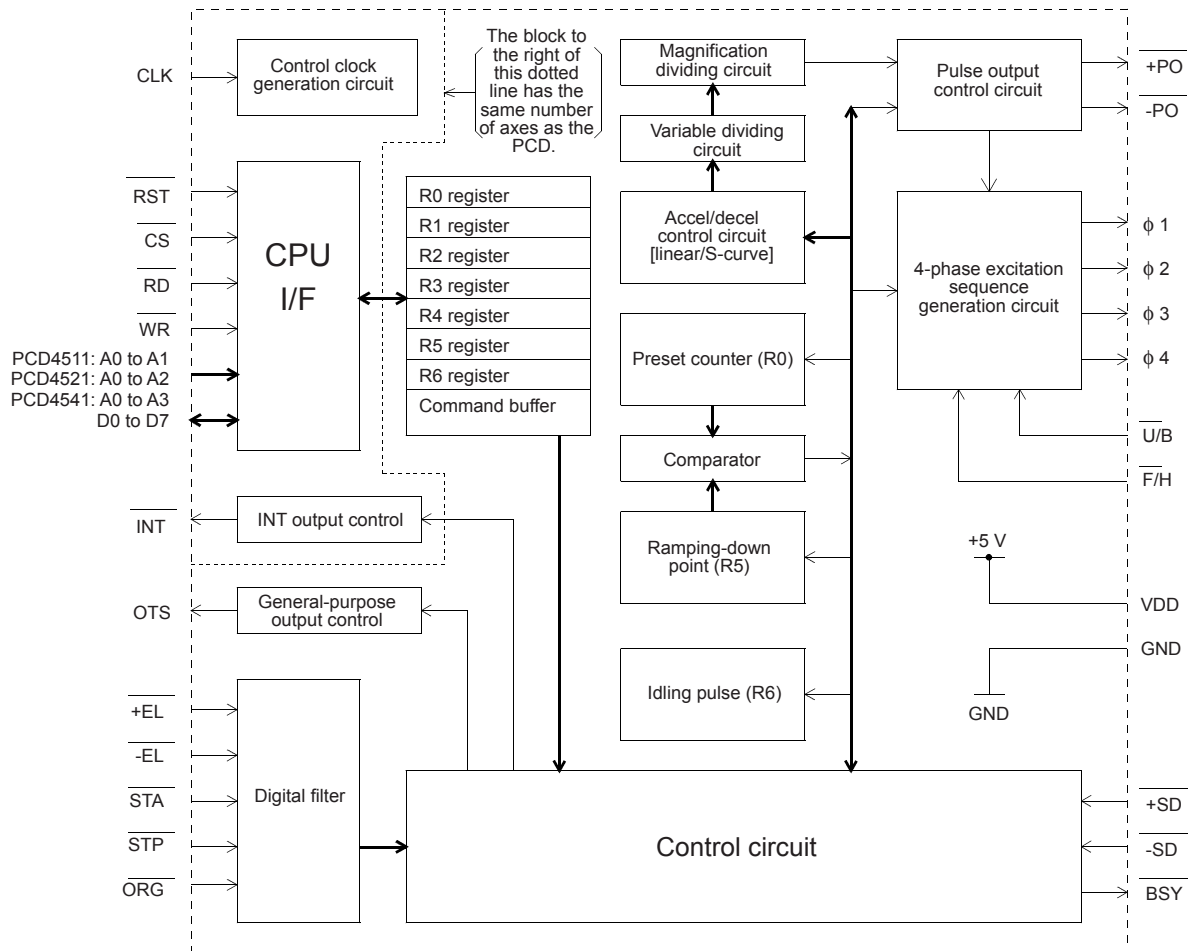 CLK
Control clock
generation circuit
The block to
the right of
this dotted
line has the
same number
of axes as the
PCD.
Magnification
dividing circuit
Variable dividing
circuit
Accel/decel
control circuit
[linear/S-curve]
Pulse output
control circuit
+PO
-PO
RST
CS
RD
WR
PCD4511: A0 to A1
PCD4521: A0 to A2
PCD4541: A0 to A3
D0 to D7
CPU
I/F
R0 register
R1 register
R2 register
R3 register
R4 register
R5 register
R6 register
Command buffer
4-phase excitation
sequence
generation circuit
ϕ 1
ϕ 2
ϕ 3
ϕ 4
U/B
F/H
Preset counter (R0)
Comparator
Ramping-down
point (R5)
Idling pulse (R6)
INT
INT output control
OTS
General-purpose
output control
+5 V
VDD
GND
GND
+EL
-EL
STA
STP
ORG
Digital filter
Control circuit
+SD
-SD
BSY